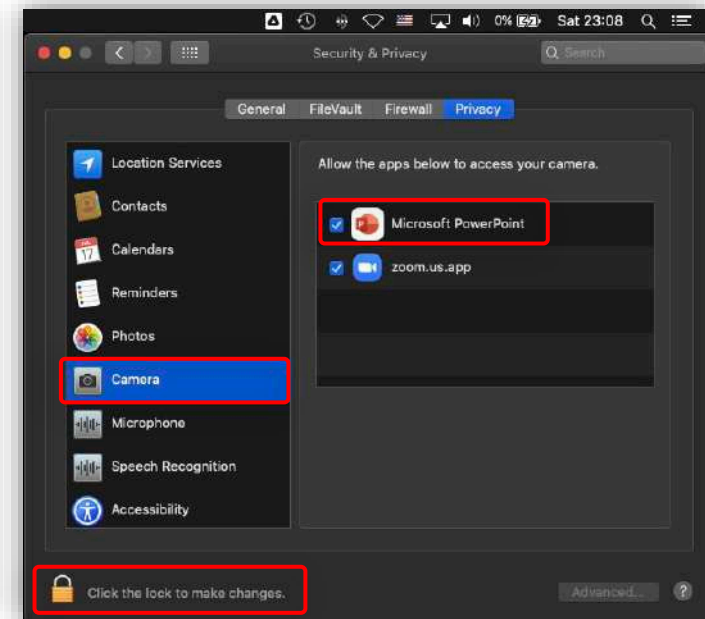 0% Sat 23:08
Security & Privacy
Search
General FileVault Firewall Privacy
Location Services
Contacts
17
Calendars
Reminders
Photos
Camera
Microphone
Speech Recognition
Accessibility
Allow the apps below to access your camera.
Microsoft PowerPoint
zoom.us.app
Click the lock to make changes.
Advanced...
?